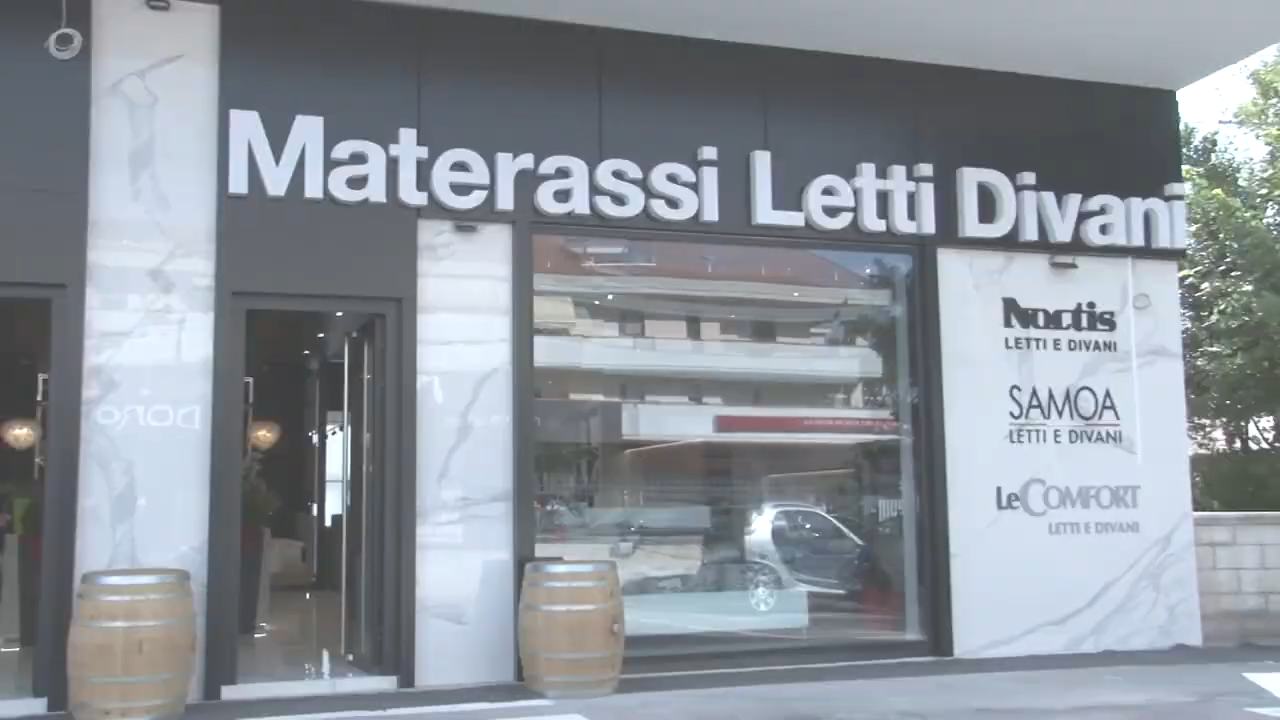 Materassi Letti Divani
Noctis
LETTI E DIVANI
SAMOA
LETTI E DIVANI
LeCOMFORT
LETTI E DIVANI